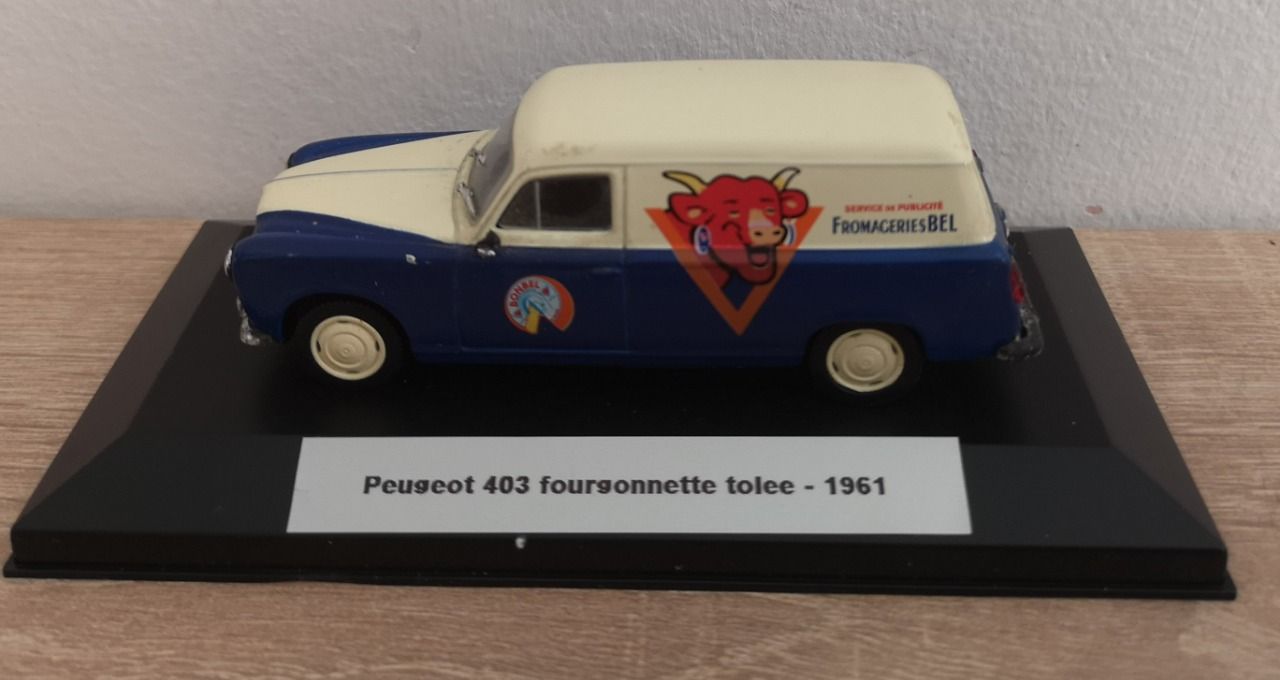 SERVICE DE PUBLICITÉ
FROMAGERIES BEL
BONBEL
Peugeot 403 fourgonnette tolee - 1961